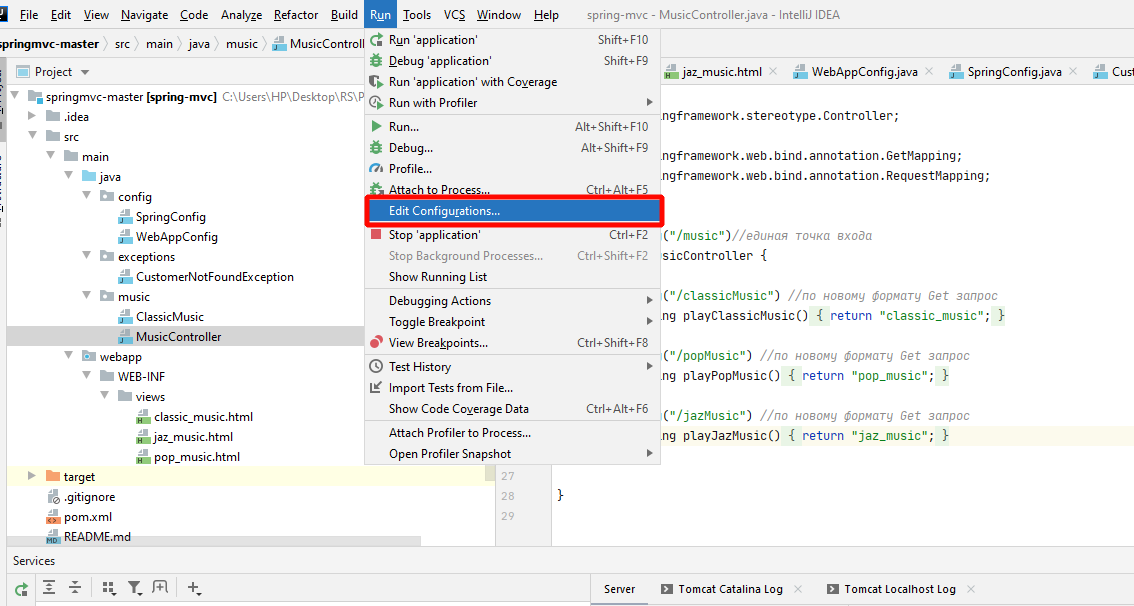 File Edit View Navigate Code Analyze Refactor Build Run Tools VCS Window Help spring-mvc - MusicController.java - IntelliJ IDEA
springmvc-master src main java music MusicControll
Project
jaz_music.html WebAppConfig.java SpringConfig.java Cust
springmvc-master [spring-mvc] C:\Users\HP\Desktop\RS\P
.idea
src
main
java
config
SpringConfig
WebAppConfig
exceptions
CustomerNotFoundException
music
ClassicMusic
MusicController
webapp
WEB-INF
views
classic_music.html
jaz_music.html
pop_music.html
target
.gitignore
pom.xml
README.md
Run 'application' Shift+F10
Debug 'application' Shift+F9
Run 'application' with Coverage
Run with Profiler
Run... Alt+Shift+F10
Debug... Alt+Shift+F9
Profile...
Attach to Process... Ctrl+Alt+F5
Edit Configurations...
Stop 'application' Ctrl+F2
Stop Background Processes... Ctrl+Shift+F2
Show Running List
Debugging Actions
Toggle Breakpoint
View Breakpoints... Ctrl+Shift+F8
Test History
Import Tests from File...
Show Code Coverage Data Ctrl+Alt+F6
Attach Profiler to Process...
Open Profiler Snapshot
ingframework.stereotype.Controller;
ingframework.web.bind.annotation.GetMapping;
ingframework.web.bind.annotation.RequestMapping;
("/music")//единая точка входа
sicController {
("/classicMusic") //по новому формату Get запрос
ng playClassicMusic() { return "classic_music"; }
("/popMusic") //по новому формату Get запрос
ng playPopMusic() { return "pop_music"; }
("/jazMusic") //по новому формату Get запрос
ng playJazMusic() { return "jaz_music"; }
27
28 }
29
Services
Server Tomcat Catalina Log Tomcat Localhost Log